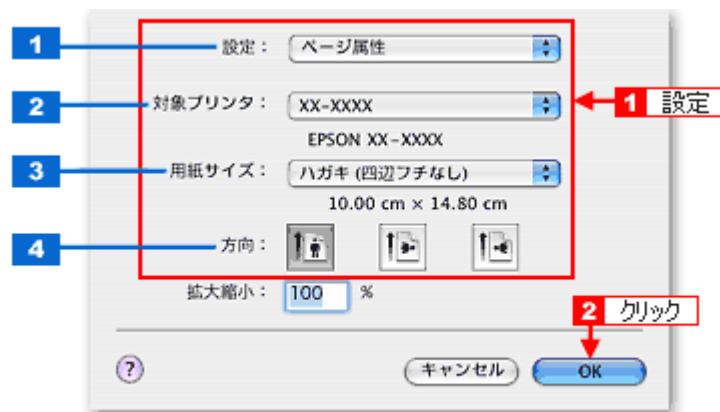 1 設定： ページ属性
2 対象プリンタ： XX-XXXX 1 設定
EPSON XX-XXXX
3 用紙サイズ： ハガキ (四辺フチなし)
10.00 cm × 14.80 cm
4 方向：
拡大縮小： 100 %
2 クリック
? キャンセル OK